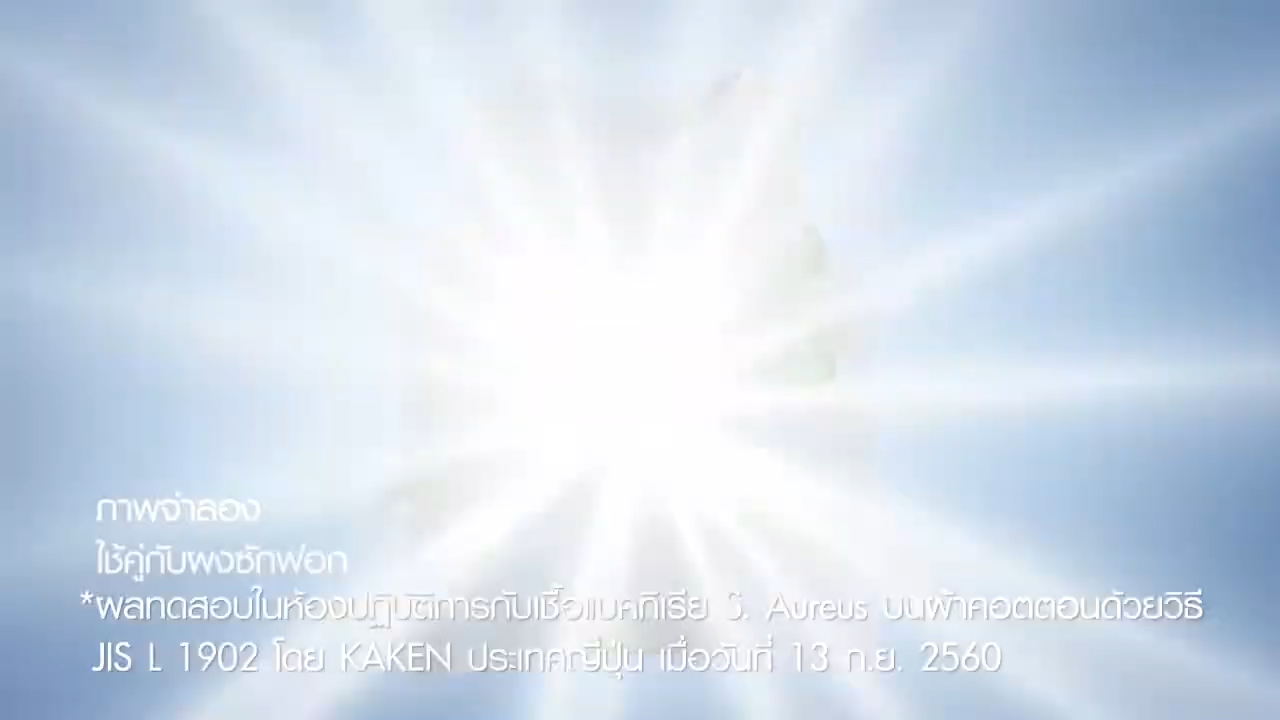 ภาพจำลอง
ใช้คู่กับผงซักฟอก
*ผลทดสอบในห้องปฏิบัติการกับเชื้อแบคทีเรีย S. Aureus บนผ้าคอตตอนด้วยวิธี
JIS L 1902 โดย KAKEN ประเทศญี่ปุ่น เมื่อวันที่ 13 ก.ย. 2560